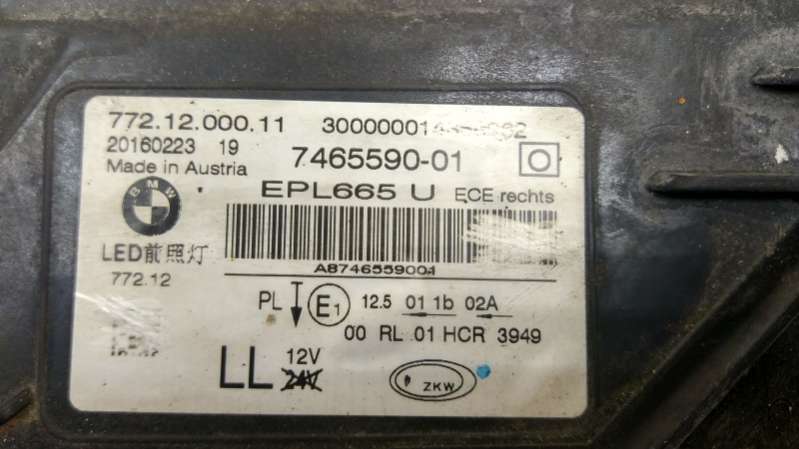 772.12.000.11 30000001
20160223 19 7465590-01
Made in Austria
BMW EPL665 U ECE rechts
LED前照灯
A8746559001
772.12
PL E1 12.5 01 1b 02A
00 RL 01 HCR 3949
LL 12V
24V
ZKW